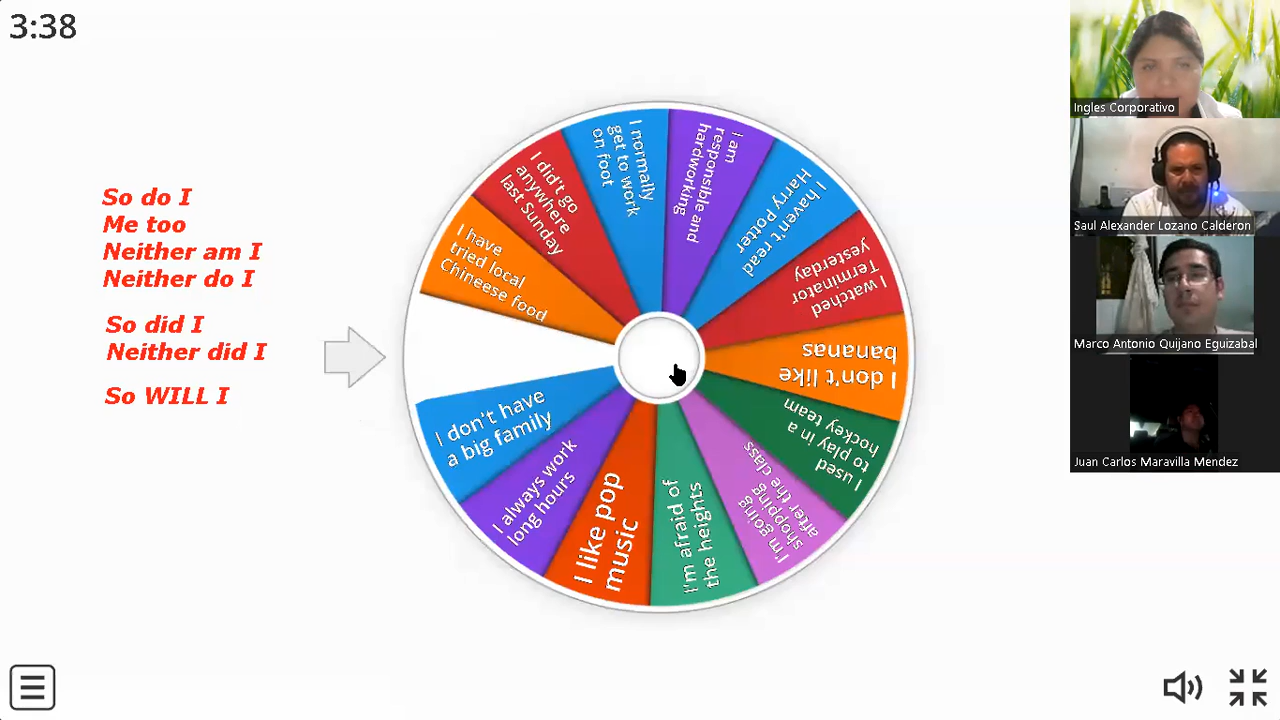 3:38
So do I
Me too
Neither am I
Neither do I
So did I
Neither did I
So WILL I
I have
tried local
Chineese food
I did't go
anywhere
last Sunday
I normally
get to work
on foot
I am
responsible and
hardworking
I haven't read
Harry Potter
I watched
Terminator
yesterday
I don't like
bananas
I used
to play in a
hockey team
I'm going
shopping
after the class
I'm afraid of
the heights
I like pop
music
I always work
long hours
I don't have
a big family
Ingles Corporativo
Saul Alexander Lozano Calderon
Marco Antonio Quijano Eguizabal
Juan Carlos Maravilla Mendez